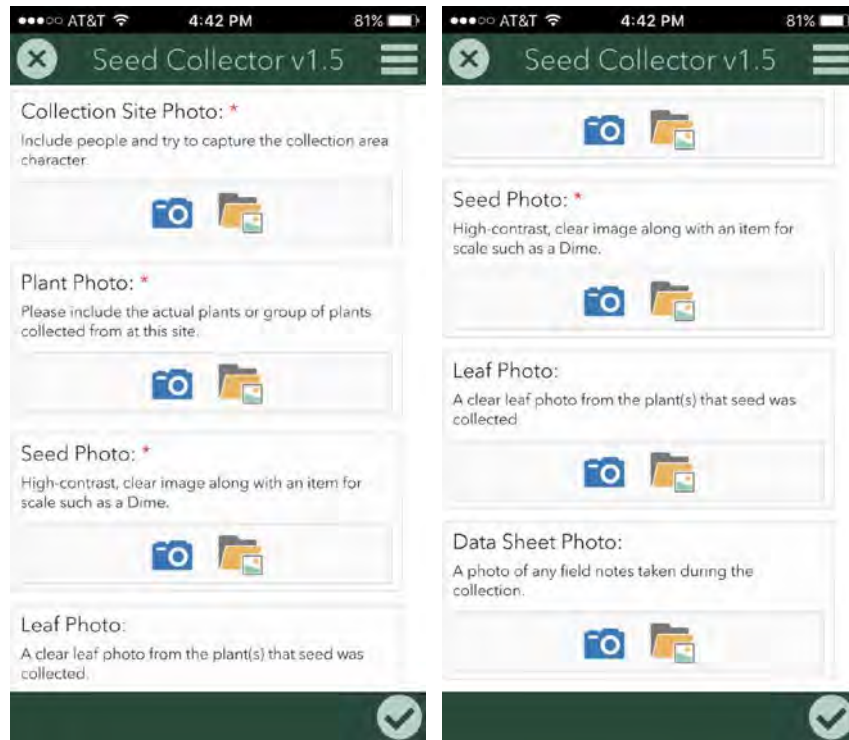 AT&T 4:42 PM 81%
Seed Collector v1.5
Collection Site Photo: *
Include people and try to capture the collection area
character.
Plant Photo: *
Please include the actual plants or group of plants
collected from at this site.
Seed Photo: *
High-contrast, clear image along with an item for
scale such as a Dime.
Leaf Photo:
A clear leaf photo from the plant(s) that seed was
collected.
AT&T 4:42 PM 81%
Seed Collector v1.5
Seed Photo: *
High-contrast, clear image along with an item for
scale such as a Dime.
Leaf Photo:
A clear leaf photo from the plant(s) that seed was
collected
Data Sheet Photo:
A photo of any field notes taken during the
collection.